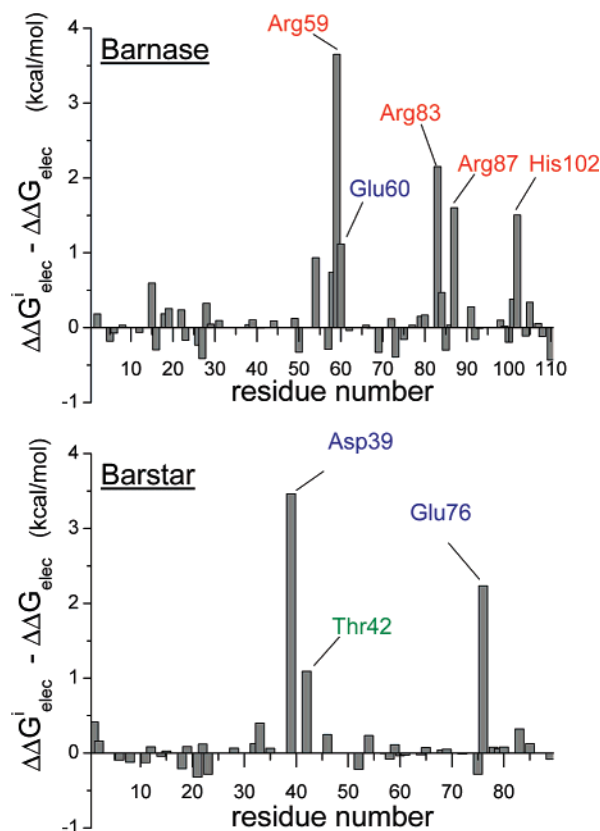 Barnase
ΔΔGⁱelec - ΔΔGelec (kcal/mol)
4
3
2
1
0
-1
Arg59
Arg83
Glu60
Arg87 His102
10 20 30 40 50 60 70 80 90 100 110
residue number
Barstar
ΔΔGⁱelec - ΔΔGelec (kcal/mol)
4
3
2
1
0
-1
Asp39
Glu76
Thr42
10 20 30 40 50 60 70 80
residue number